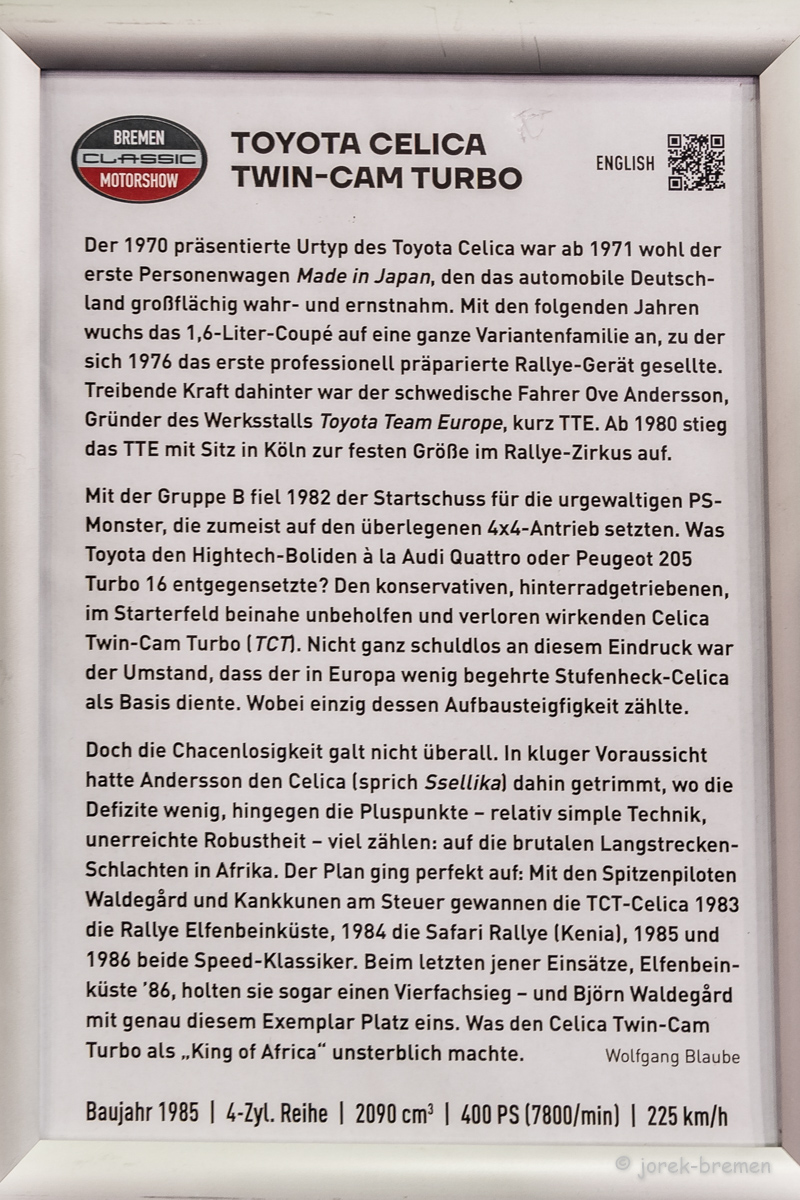 BREMEN
CLASSIC
MOTORSHOW
TOYOTA CELICA
TWIN-CAM TURBO
ENGLISH
Der 1970 präsentierte Urtyp des Toyota Celica war ab 1971 wohl der
erste Personenwagen Made in Japan, den das automobile Deutsch-
land großflächig wahr- und ernstnahm. Mit den folgenden Jahren
wuchs das 1,6-Liter-Coupé auf eine ganze Variantenfamilie an, zu der
sich 1976 das erste professionell präparierte Rallye-Gerät gesellte.
Treibende Kraft dahinter war der schwedische Fahrer Ove Andersson,
Gründer des Werksstalls Toyota Team Europe, kurz TTE. Ab 1980 stieg
das TTE mit Sitz in Köln zur festen Größe im Rallye-Zirkus auf.
Mit der Gruppe B fiel 1982 der Startschuss für die urgewaltigen PS-
Monster, die zumeist auf den überlegenen 4x4-Antrieb setzten. Was
Toyota den Hightech-Boliden à la Audi Quattro oder Peugeot 205
Turbo 16 entgegensetzte? Den konservativen, hinterradgetriebenen,
im Starterfeld beinahe unbeholfen und verloren wirkenden Celica
Twin-Cam Turbo (TCT). Nicht ganz schuldlos an diesem Eindruck war
der Umstand, dass der in Europa wenig begehrte Stufenheck-Celica
als Basis diente. Wobei einzig dessen Aufbausteigfigkeit zählte.
Doch die Chacenlosigkeit galt nicht überall. In kluger Voraussicht
hatte Andersson den Celica (sprich Ssellika) dahin getrimmt, wo die
Defizite wenig, hingegen die Pluspunkte – relativ simple Technik,
unerreichte Robustheit – viel zählen: auf die brutalen Langstrecken-
Schlachten in Afrika. Der Plan ging perfekt auf: Mit den Spitzenpiloten
Waldegård und Kankkunen am Steuer gewannen die TCT-Celica 1983
die Rallye Elfenbeinküste, 1984 die Safari Rallye (Kenia), 1985 und
1986 beide Speed-Klassiker. Beim letzten jener Einsätze, Elfenbein-
küste ’86, holten sie sogar einen Vierfachsieg – und Björn Waldegård
mit genau diesem Exemplar Platz eins. Was den Celica Twin-Cam
Turbo als „King of Africa“ unsterblich machte.
Wolfgang Blaube
Baujahr 1985 | 4-Zyl. Reihe | 2090 cm³ | 400 PS (7800/min) | 225 km/h
© jorek-bremen